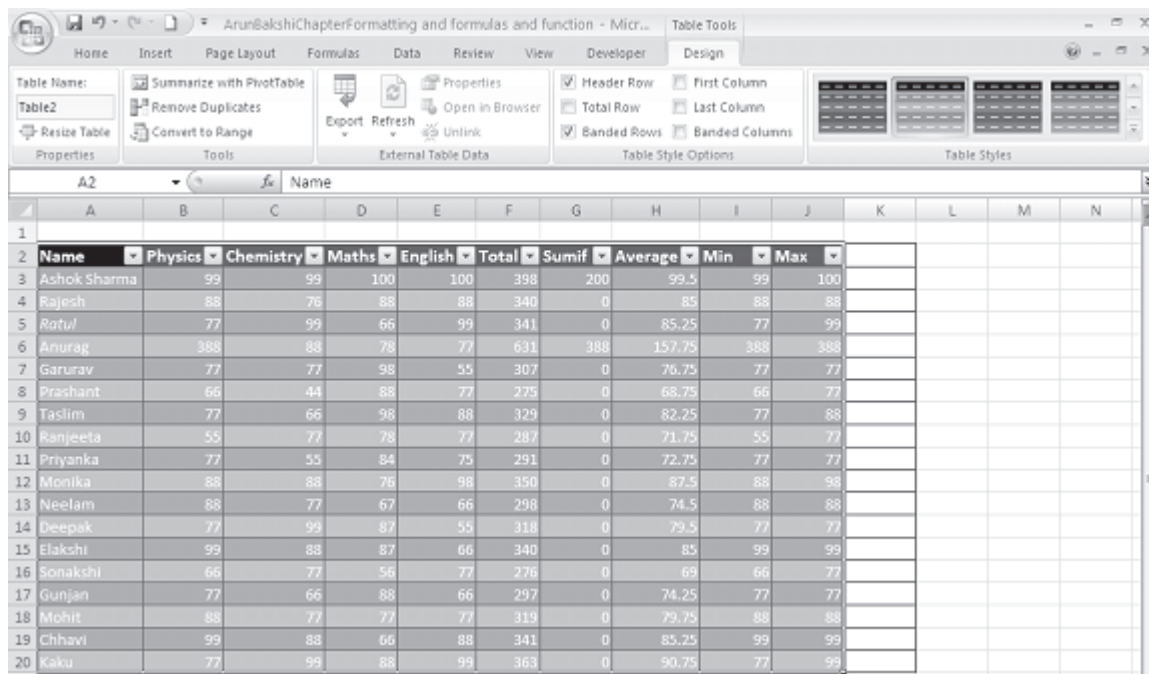 ArunBakshiChapterFormatting and formulas and function - Micr... Table Tools
Home Insert Page Layout Formulas Data Review View Developer Design
Table Name: Summarize with PivotTable Properties Header Row First Column
Table2 Remove Duplicates Export Refresh Open in Browser Total Row Last Column
Resize Table Convert to Range Unlink Banded Rows Banded Columns
Properties Tools External Table Data Table Style Options Table Styles
A2 fx Name
A B C D E F G H I J K L M N
1
2 Name Physics Chemistry Maths English Total Sumif Average Min Max
3 Ashok Sharma 99 99 100 100 398 200 99.5 99 100
4 Rajesh 88 76 88 88 340 0 85 88 88
5 Ratul 77 99 66 99 341 0 85.25 77 99
6 Anurag 388 88 78 77 631 388 157.75 388 388
7 Garurav 77 77 98 55 307 0 76.75 77 77
8 Prashant 66 44 88 77 275 0 68.75 66 77
9 Taslim 77 66 98 88 329 0 82.25 77 88
10 Ranjeeta 55 77 78 77 287 0 71.75 55 77
11 Priyanka 77 55 84 75 291 0 72.75 77 77
12 Monika 88 88 76 98 350 0 87.5 88 98
13 Neelam 88 77 67 66 298 0 74.5 88 88
14 Deepak 77 99 87 55 318 0 79.5 77 77
15 Elakshi 99 88 87 66 340 0 85 99 99
16 Sonakshi 66 77 56 77 276 0 69 66 77
17 Gunjan 77 66 88 66 297 0 74.25 77 77
18 Mohit 88 77 77 77 319 0 79.75 88 88
19 Chhavi 99 88 66 88 341 0 85.25 99 99
20 Kaku 77 99 88 99 363 0 90.75 77 99